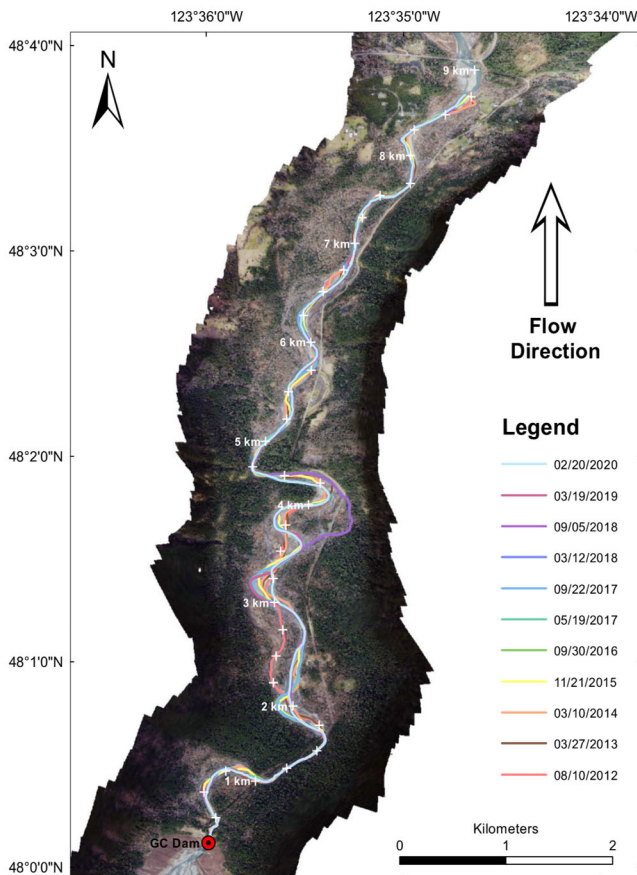 123°36'0"W 123°35'0"W 123°34'0"W
48°4'0"N
N
9 km
8 km
48°3'0"N
7 km
Flow
Direction
6 km
Legend
5 km
48°2'0"N
02/20/2020
03/19/2019
4 km
09/05/2018
03/12/2018
09/22/2017
3 km
05/19/2017
09/30/2016
48°1'0"N
11/21/2015
2 km
03/10/2014
03/27/2013
1 km
08/10/2012
Kilometers
GC Dam
0 1 2
48°0'0"N